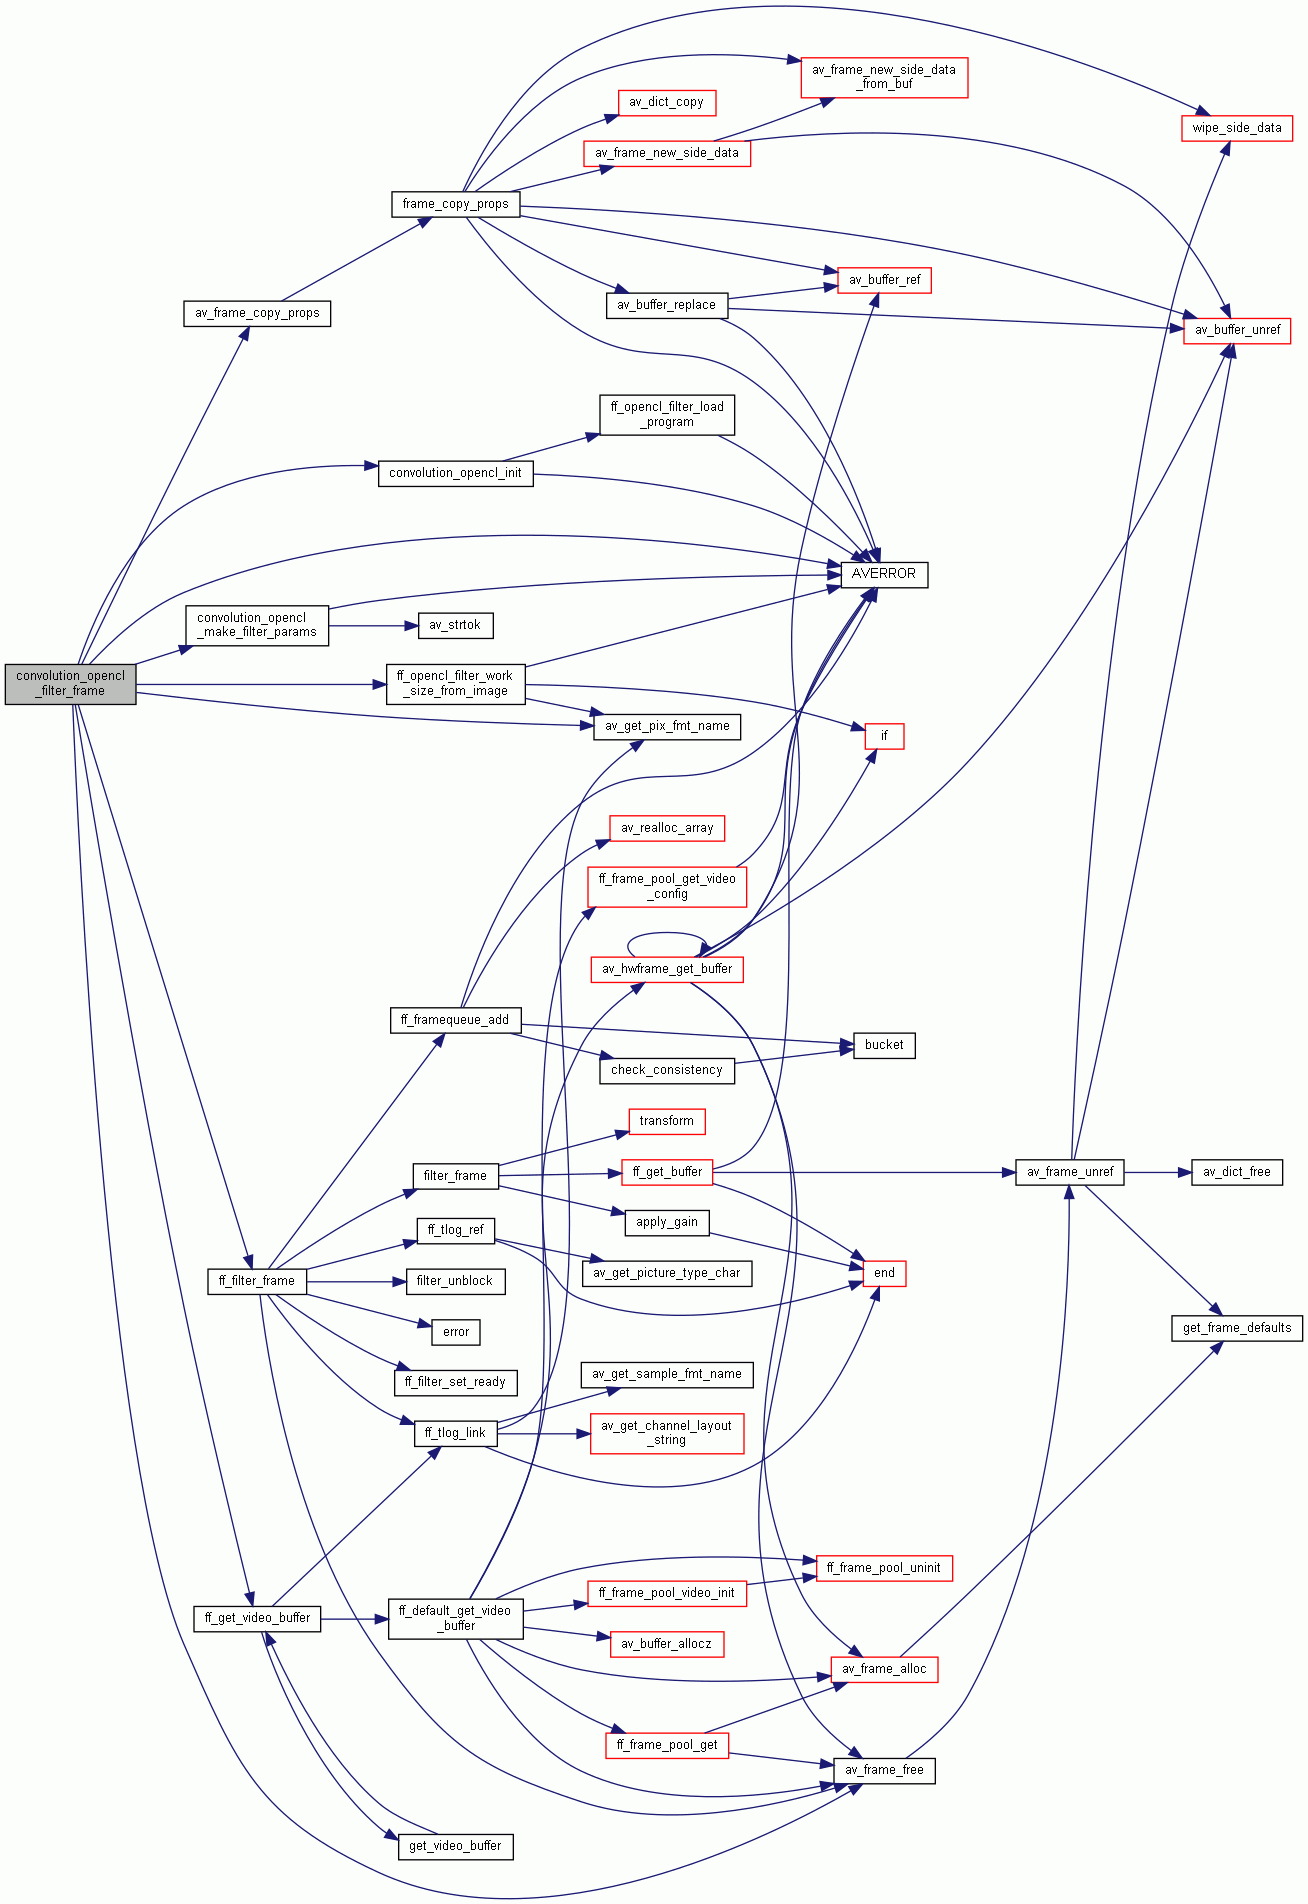 av_frame_new_side_data
_from_buf
av_dict_copy
wipe_side_data
av_frame_new_side_data
frame_copy_props
av_buffer_ref
av_buffer_replace
av_frame_copy_props
av_buffer_unref
ff_opencl_filter_load
_program
convolution_opencl_init
AVERROR
convolution_opencl
_make_filter_params
av_strtok
convolution_opencl
_filter_frame
ff_opencl_filter_work
_size_from_image
av_get_pix_fmt_name
if
av_realloc_array
ff_frame_pool_get_video
_config
av_hwframe_get_buffer
ff_framequeue_add
bucket
check_consistency
transform
filter_frame
ff_get_buffer
av_frame_unref
av_dict_free
apply_gain
ff_tlog_ref
av_get_picture_type_char
end
ff_filter_frame
filter_unblock
error
get_frame_defaults
ff_filter_set_ready
av_get_sample_fmt_name
ff_tlog_link
av_get_channel_layout
_string
ff_frame_pool_uninit
ff_frame_pool_video_init
ff_get_video_buffer
ff_default_get_video
_buffer
av_buffer_allocz
av_frame_alloc
ff_frame_pool_get
av_frame_free
get_video_buffer